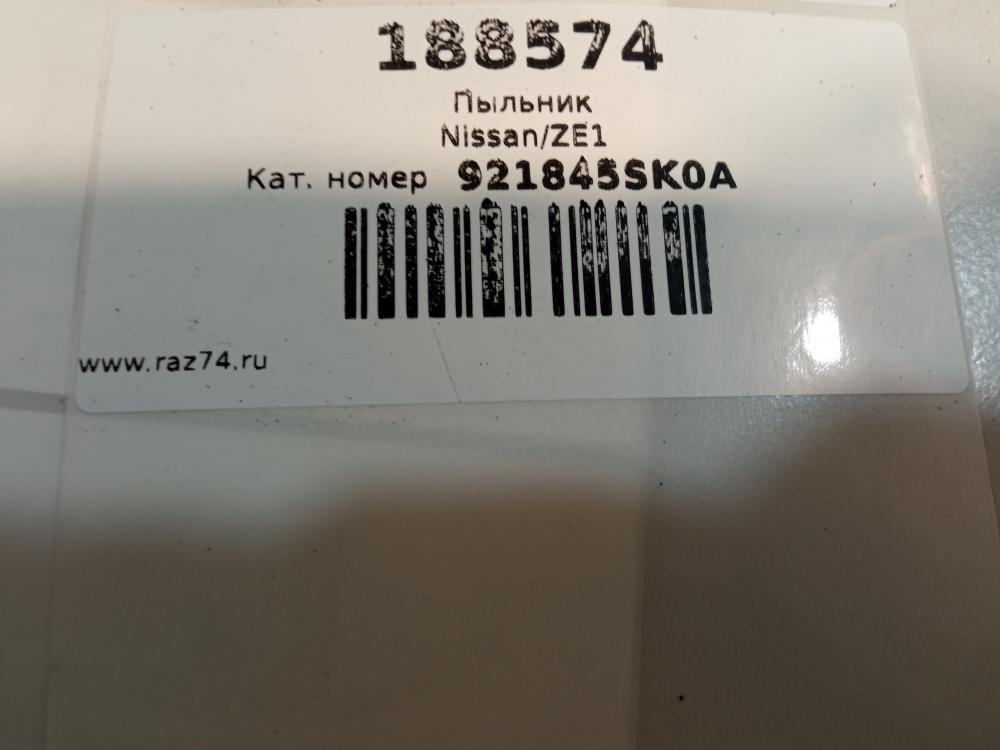 188574
Пыльник
Nissan/ZE1
Кат. номер 921845SK0A
www.raz74.ru